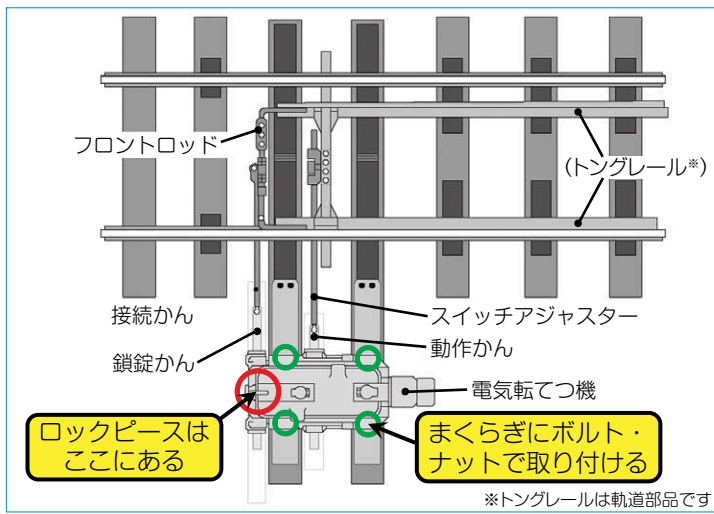 フロントロッド
(トングレール※)
接続かん
スイッチアジャスター
鎖錠かん
動作かん
電気転てつ機
ロックピースは
ここにある
まくらぎにボルト・
ナットで取り付ける
※トングレールは軌道部品です